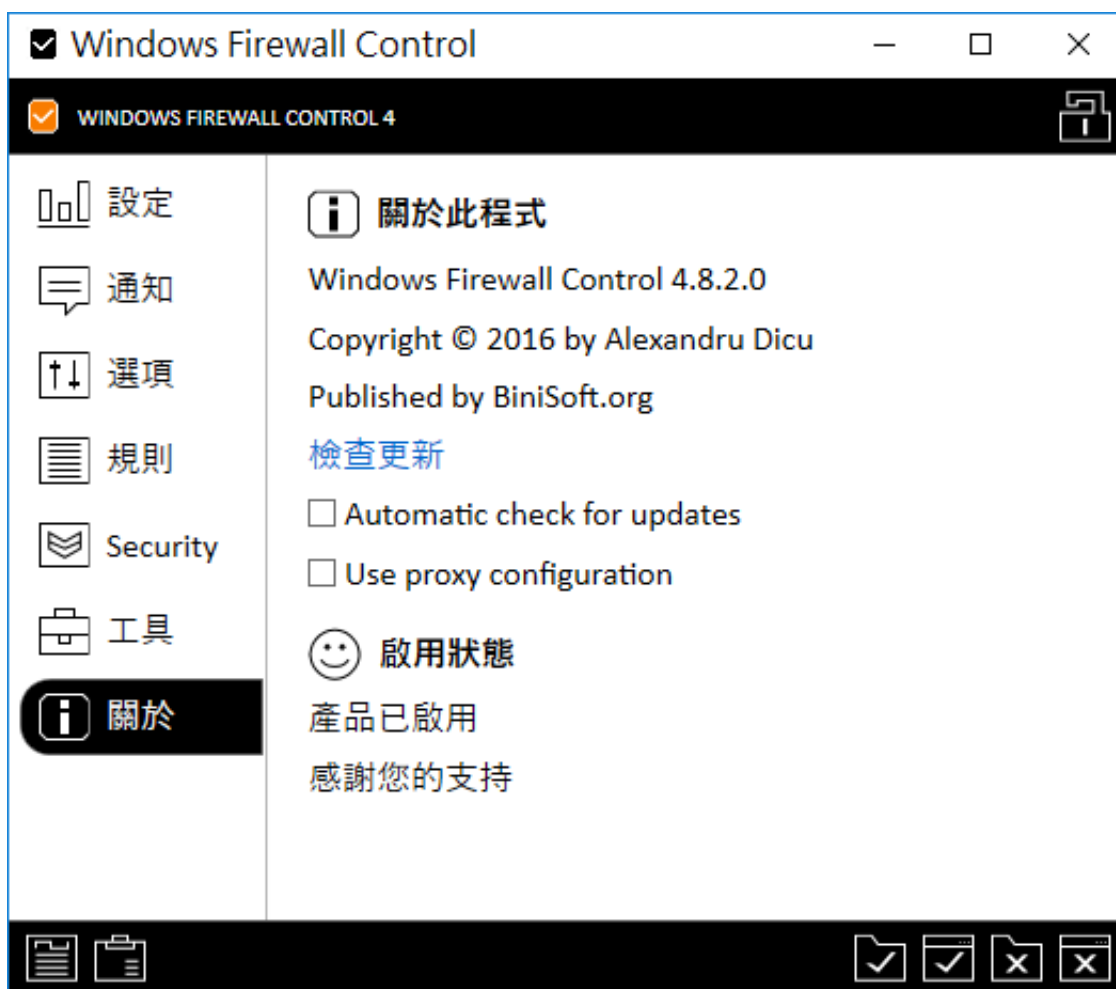 Windows Firewall Control
WINDOWS FIREWALL CONTROL 4
設定
通知
選項
規則
Security
工具
關於
關於此程式
Windows Firewall Control 4.8.2.0
Copyright © 2016 by Alexandru Dicu
Published by BiniSoft.org
檢查更新
Automatic check for updates
Use proxy configuration
啟用狀態
產品已啟用
感謝您的支持